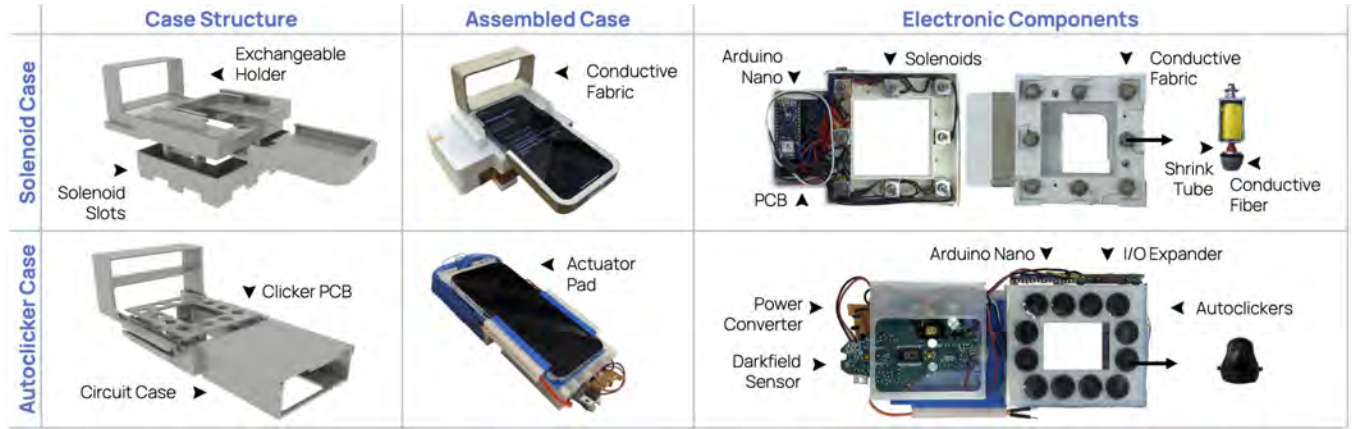 Case Structure
Assembled Case
Electronic Components
Solenoid Case
Exchangeable
Holder
Solenoid
Slots
Conductive
Fabric
Arduino
Nano
Solenoids
PCB
Conductive
Fabric
Shrink
Tube
Conductive
Fiber
Autoclicker Case
Clicker PCB
Circuit Case
Actuator
Pad
Arduino Nano
I/O Expander
Power
Converter
Darkfield
Sensor
Autoclickers